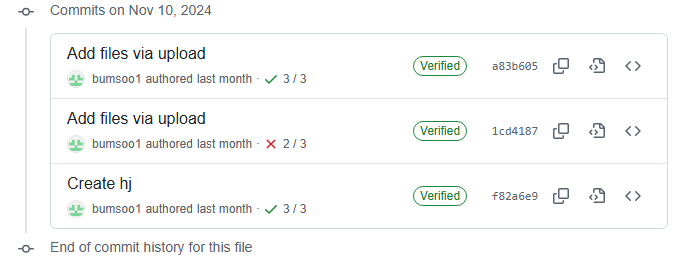 Commits on Nov 10, 2024
Add files via upload
bumsoo1 authored last month · 3 / 3
Verified
a83b605
Add files via upload
bumsoo1 authored last month · 2 / 3
Verified
1cd4187
Create hj
bumsoo1 authored last month · 3 / 3
Verified
f82a6e9
End of commit history for this file